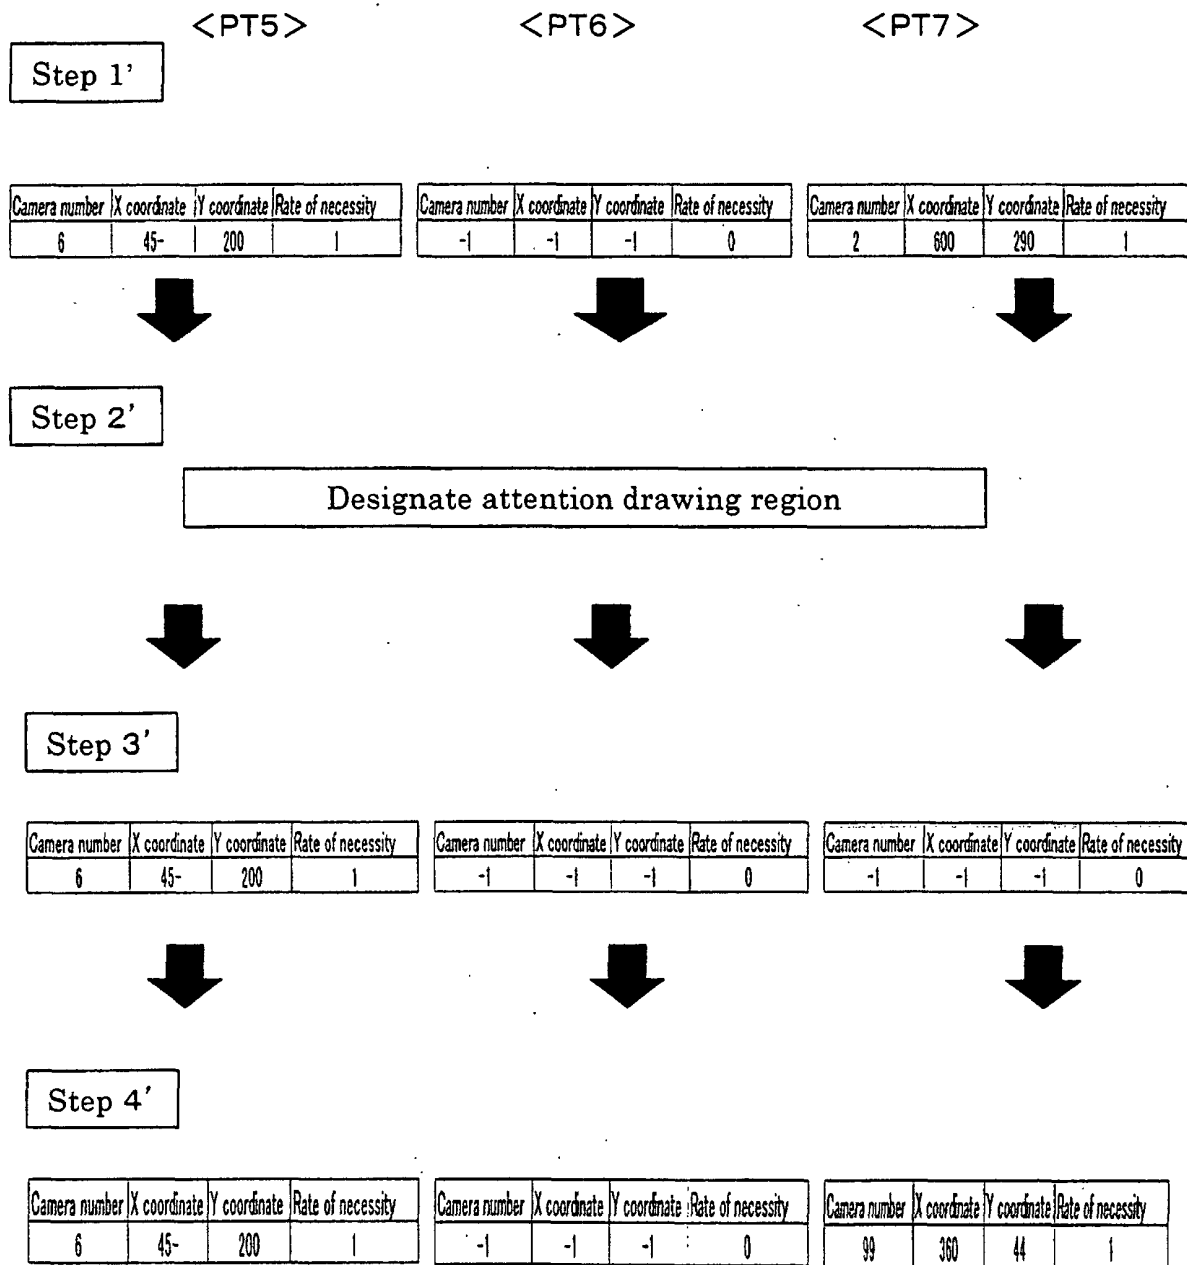 <PT5> <PT6> <PT7>
Step 1’
Camera number X coordinate Y coordinate Rate of necessity Camera number X coordinate Y coordinate Rate of necessity Camera number X coordinate Y coordinate Rate of necessity
6 45- 200 1 -1 -1 -1 0 2 600 290 1
Step 2’
Designate attention drawing region
Step 3’
Camera number X coordinate Y coordinate Rate of necessity Camera number X coordinate Y coordinate Rate of necessity Camera number X coordinate Y coordinate Rate of necessity
6 45- 200 1 -1 -1 -1 0 -1 -1 -1 0
Step 4’
Camera number X coordinate Y coordinate Rate of necessity Camera number X coordinate Y coordinate Rate of necessity Camera number X coordinate Y coordinate Rate of necessity
6 45- 200 1 -1 -1 -1 0 99 360 44 1